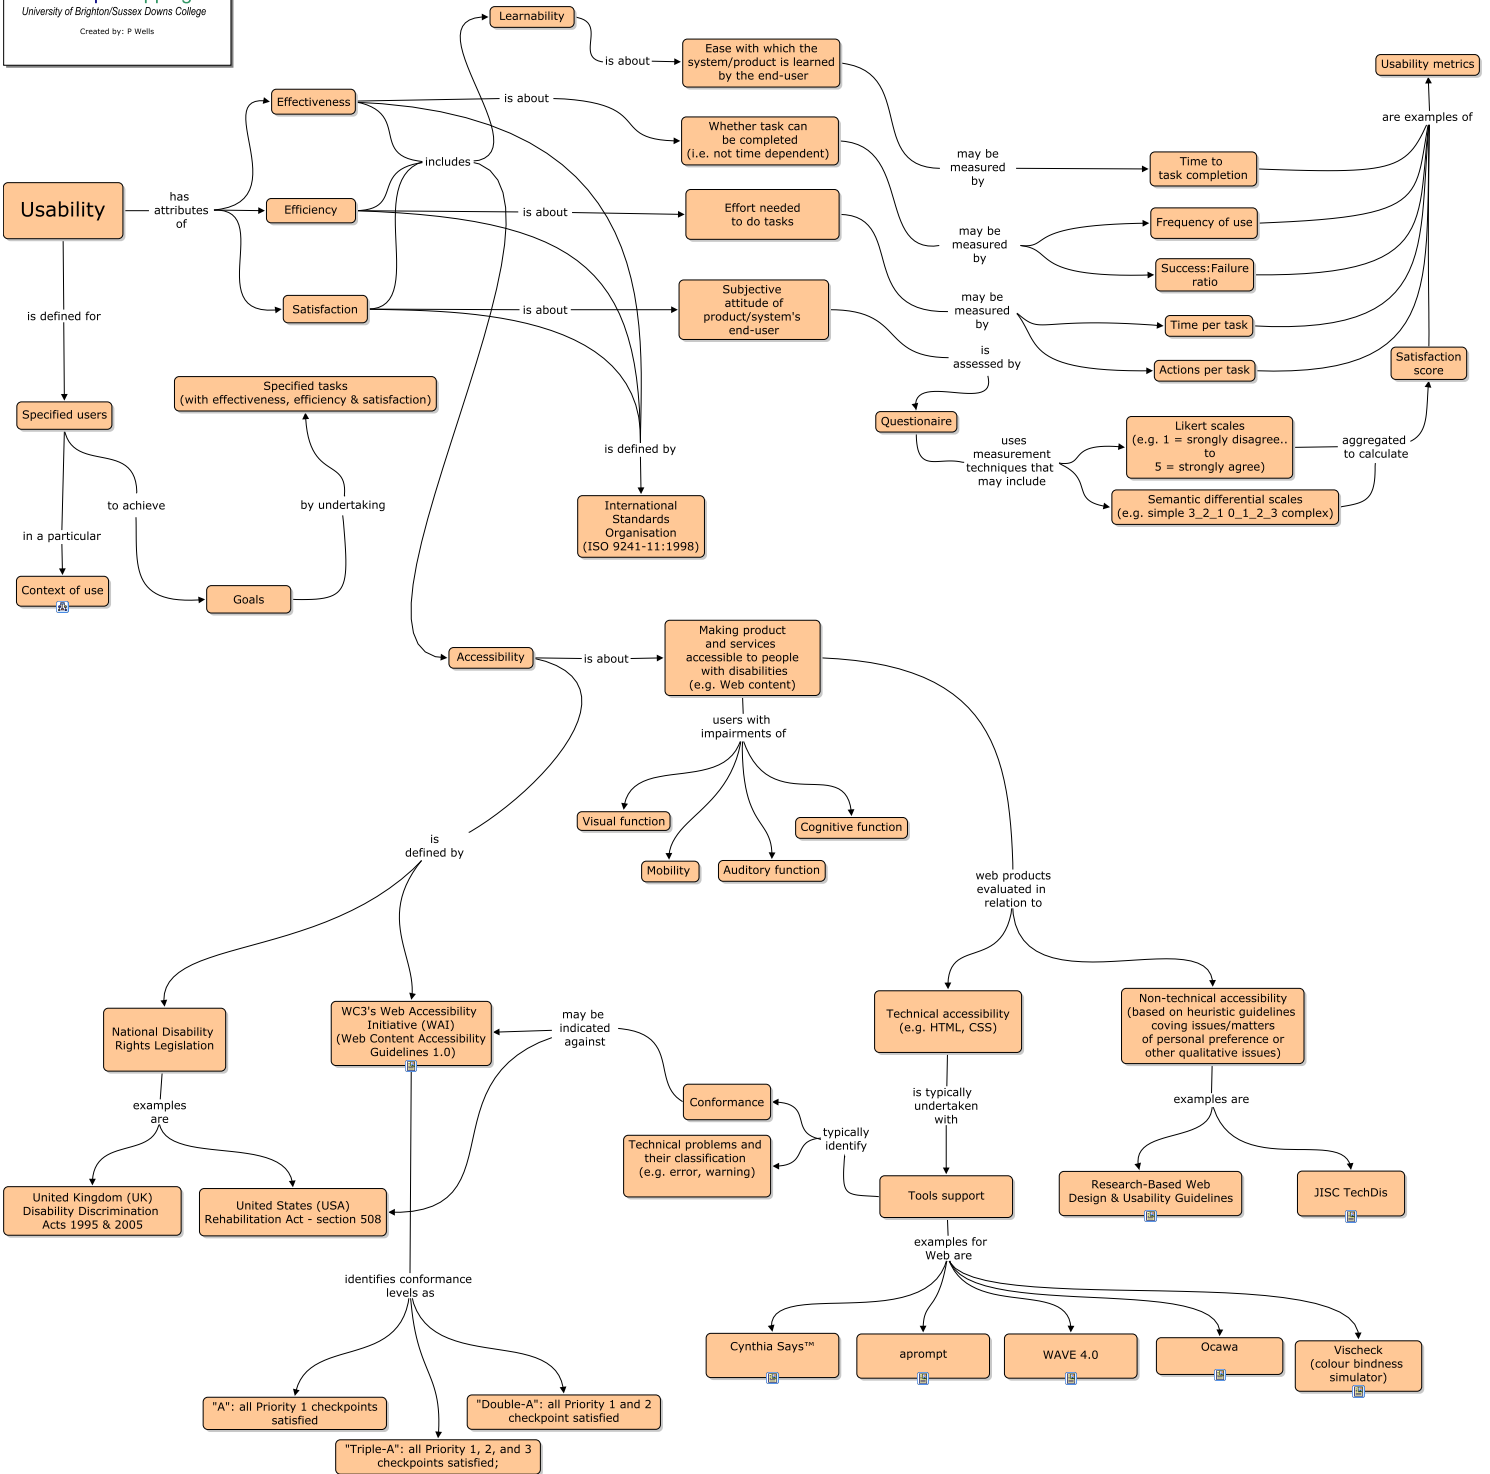 University of Brighton/Sussex Downs College
Created by: P Wells
Learnability
is about
Ease with which the
system/product is learned
by the end-user
Usability metrics
are examples of
Effectiveness
is about
Whether task can
be completed
(i.e. not time dependent)
includes
may be
measured
by
Time to
task completion
Usability
has
attributes
of
Efficiency
is about
Effort needed
to do tasks
may be
measured
by
Frequency of use
Success:Failure
ratio
Satisfaction
is about
Subjective
attitude of
product/system's
end-user
may be
measured
by
Time per task
Actions per task
is
assessed by
Satisfaction
score
is defined for
Specified tasks
(with effectiveness, efficiency & satisfaction)
Specified users
Questionaire
uses
measurement
techniques that
may include
Likert scales
(e.g. 1 = srongly disagree..
to
5 = strongly agree)
aggregated
to calculate
Semantic differential scales
(e.g. simple 3_2_1 0_1_2_3 complex)
is defined by
International
Standards
Organisation
(ISO 9241-11:1998)
to achieve
by undertaking
in a particular
Context of use
Goals
Accessibility
is about
Making product
and services
accessible to people
with disabilities
(e.g. Web content)
users with
impairments of
Visual function
Cognitive function
Mobility
Auditory function
is
defined by
web products
evaluated in
relation to
National Disability
Rights Legislation
WC3's Web Accessibility
Initiative (WAI)
(Web Content Accessibility
Guidelines 1.0)
may be
indicated
against
Technical accessibility
(e.g. HTML, CSS)
Non-technical accessibility
(based on heuristic guidelines
coving issues/matters
of personal preference or
other qualitative issues)
examples
are
Conformance
typically
identify
is typically
undertaken
with
examples are
Technical problems and
their classification
(e.g. error, warning)
United Kingdom (UK)
Disability Discrimination
Acts 1995 & 2005
United States (USA)
Rehabilitation Act - section 508
Tools support
Research-Based Web
Design & Usability Guidelines
JISC TechDis
examples for
Web are
identifies conformance
levels as
Cynthia Says™
aprompt
WAVE 4.0
Ocawa
Vischeck
(colour bindness
simulator)
"A": all Priority 1 checkpoints
satisfied
"Double-A": all Priority 1 and 2
checkpoint satisfied
"Triple-A": all Priority 1, 2, and 3
checkpoints satisfied;